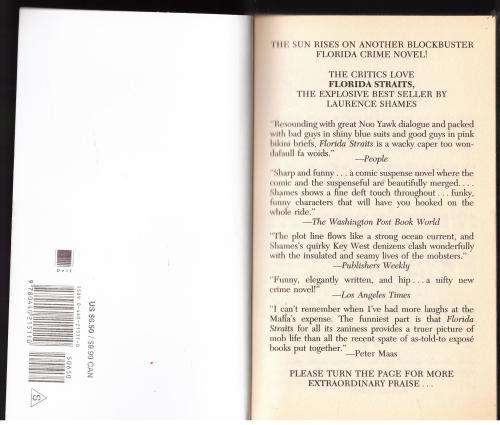 THE SUN RISES ON ANOTHER BLOCKBUSTER
FLORIDA CRIME NOVEL!
THE CRITICS LOVE
FLORIDA STRAITS,
THE EXPLOSIVE BEST SELLER BY
LAURENCE SHAMES
"Resounding with great Noo Yawk dialogue and packed
with bad guys in shiny blue suits and good guys in pink
bikini briefs, Florida Straits is a wacky caper too won-
dafaull fa woids."
—People
"Sharp and funny . . . a comic suspense novel where the
comic and the suspenseful are beautifully merged. . . .
Shames shows a fine deft touch throughout . . . funky,
funny characters that will have you hooked on the
whole ride."
—The Washington Post Book World
"The plot line flows like a strong ocean current, and
Shames's quirky Key West denizens clash wonderfully
with the insulated and seamy lives of the mobsters."
—Publishers Weekly
"Funny, elegantly written, and hip . . . a nifty new
crime novel!"
—Los Angeles Times
"I can't remember when I've had more laughs at the
Mafia's expense. The funniest part is that Florida
Straits for all its zaniness provides a truer picture of
mob life than all the recent spate of as-told-to exposé
books put together."
—Peter Maas
PLEASE TURN THE PAGE FOR MORE
EXTRAORDINARY PRAISE . . .
Dell
US $6.50
50650
S